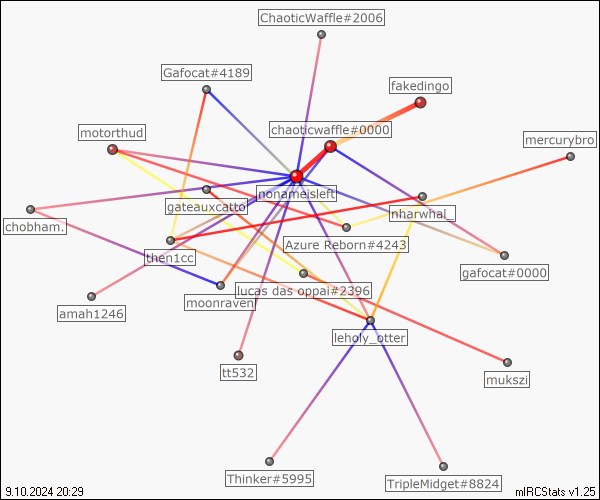 ChaoticWaffle#2006
Gafocat#4189
fakedingo
motorthud
chaoticwaffle#0000
mercurybro
nonameisleft
gateauxcatto
nharwhal_
chobham.
Azure Reborn#4243
then1cc
gafocat#0000
lucas das oppai#2396
moonraven
amah1246
leholy_otter
tt532
mukszi
Thinker#5995
TripleMidget#8824
9.10.2024 20:29
mIRCStats v1.25